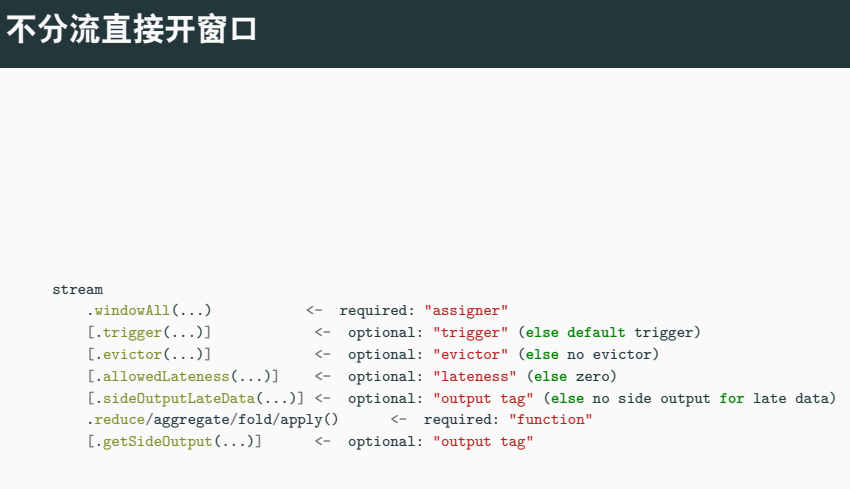 不分流直接开窗口
stream
.windowAll(...) <- required: "assigner"
[.trigger(...)] <- optional: "trigger" (else default trigger)
[.evictor(...)] <- optional: "evictor" (else no evictor)
[.allowedLateness(...)] <- optional: "lateness" (else zero)
[.sideOutputLateData(...)] <- optional: "output tag" (else no side output for late data)
.reduce/aggregate/fold/apply() <- required: "function"
[.getSideOutput(...)] <- optional: "output tag"